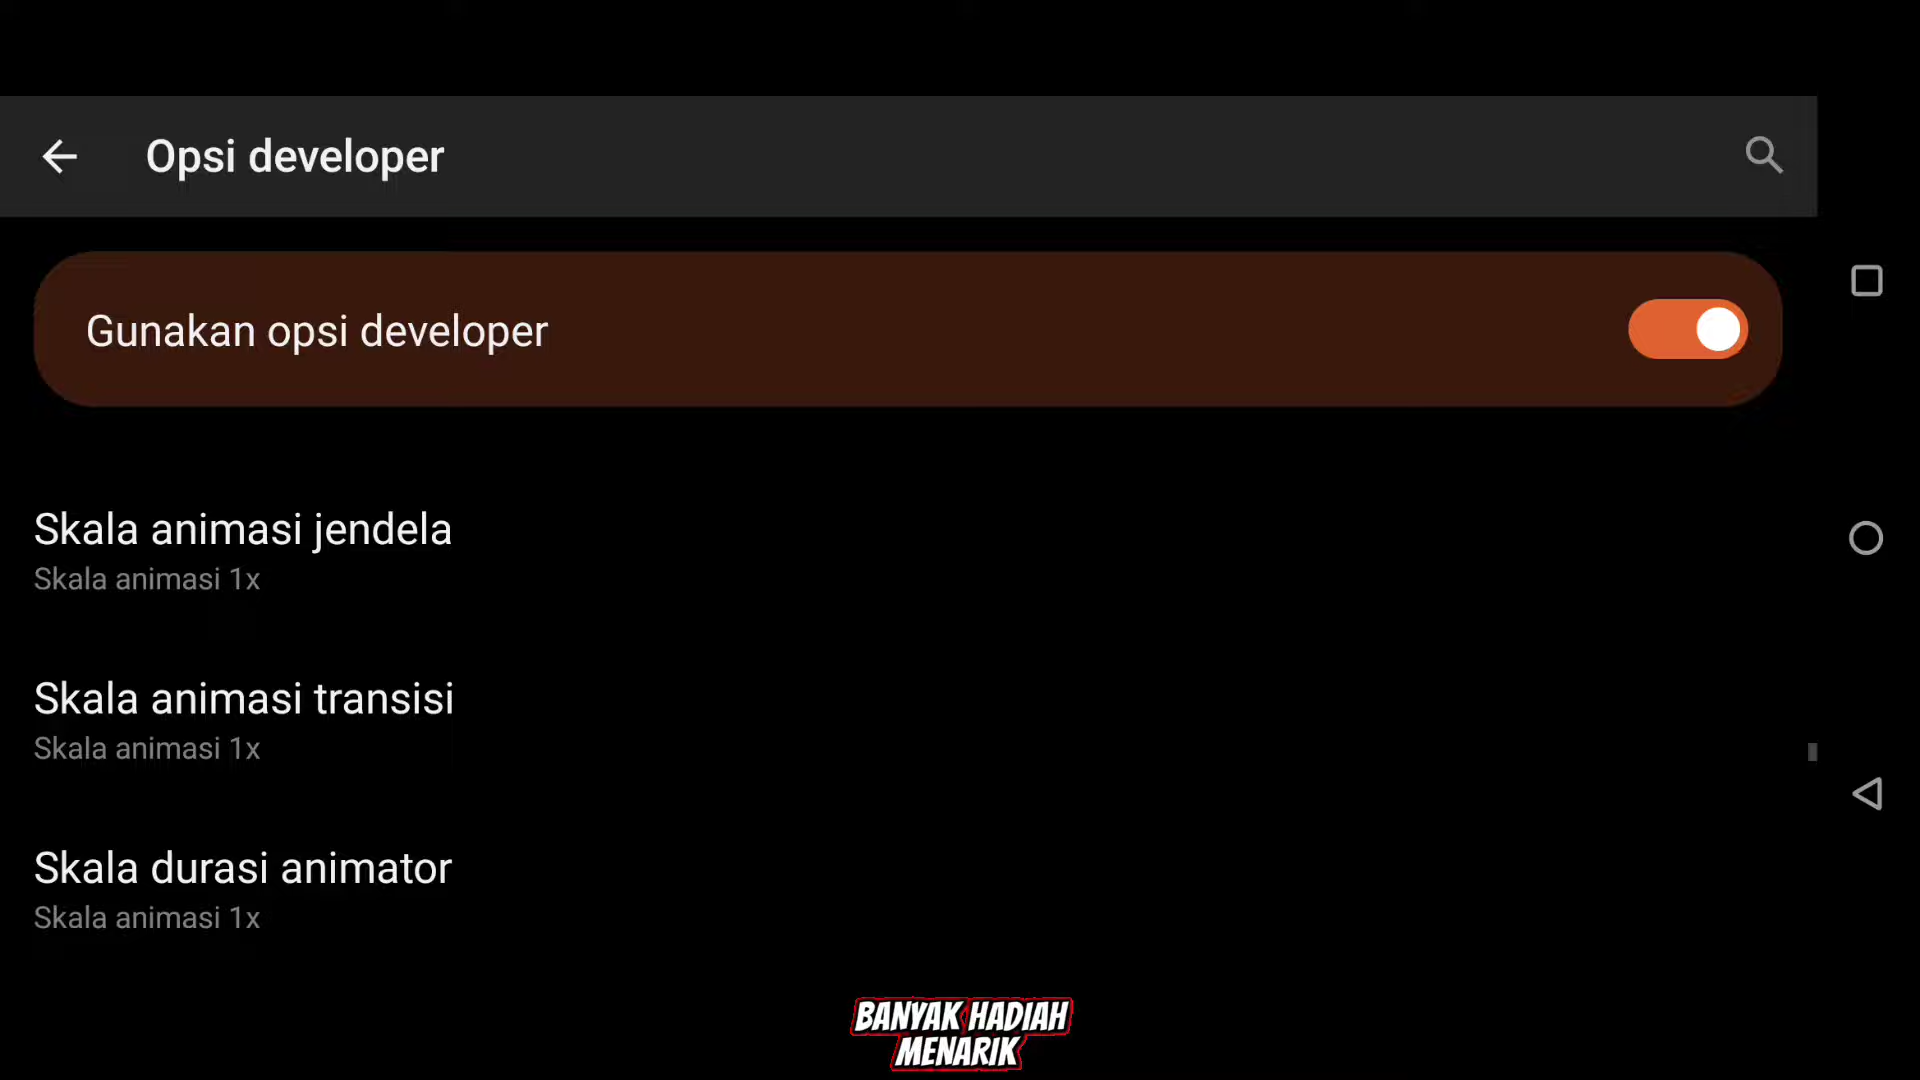 Opsi developer
Gunakan opsi developer
Skala animasi jendela
Skala animasi 1x
Skala animasi transisi
Skala animasi 1x
Skala durasi animator
Skala animasi 1x
BANYAK HADIAH
MENARIK